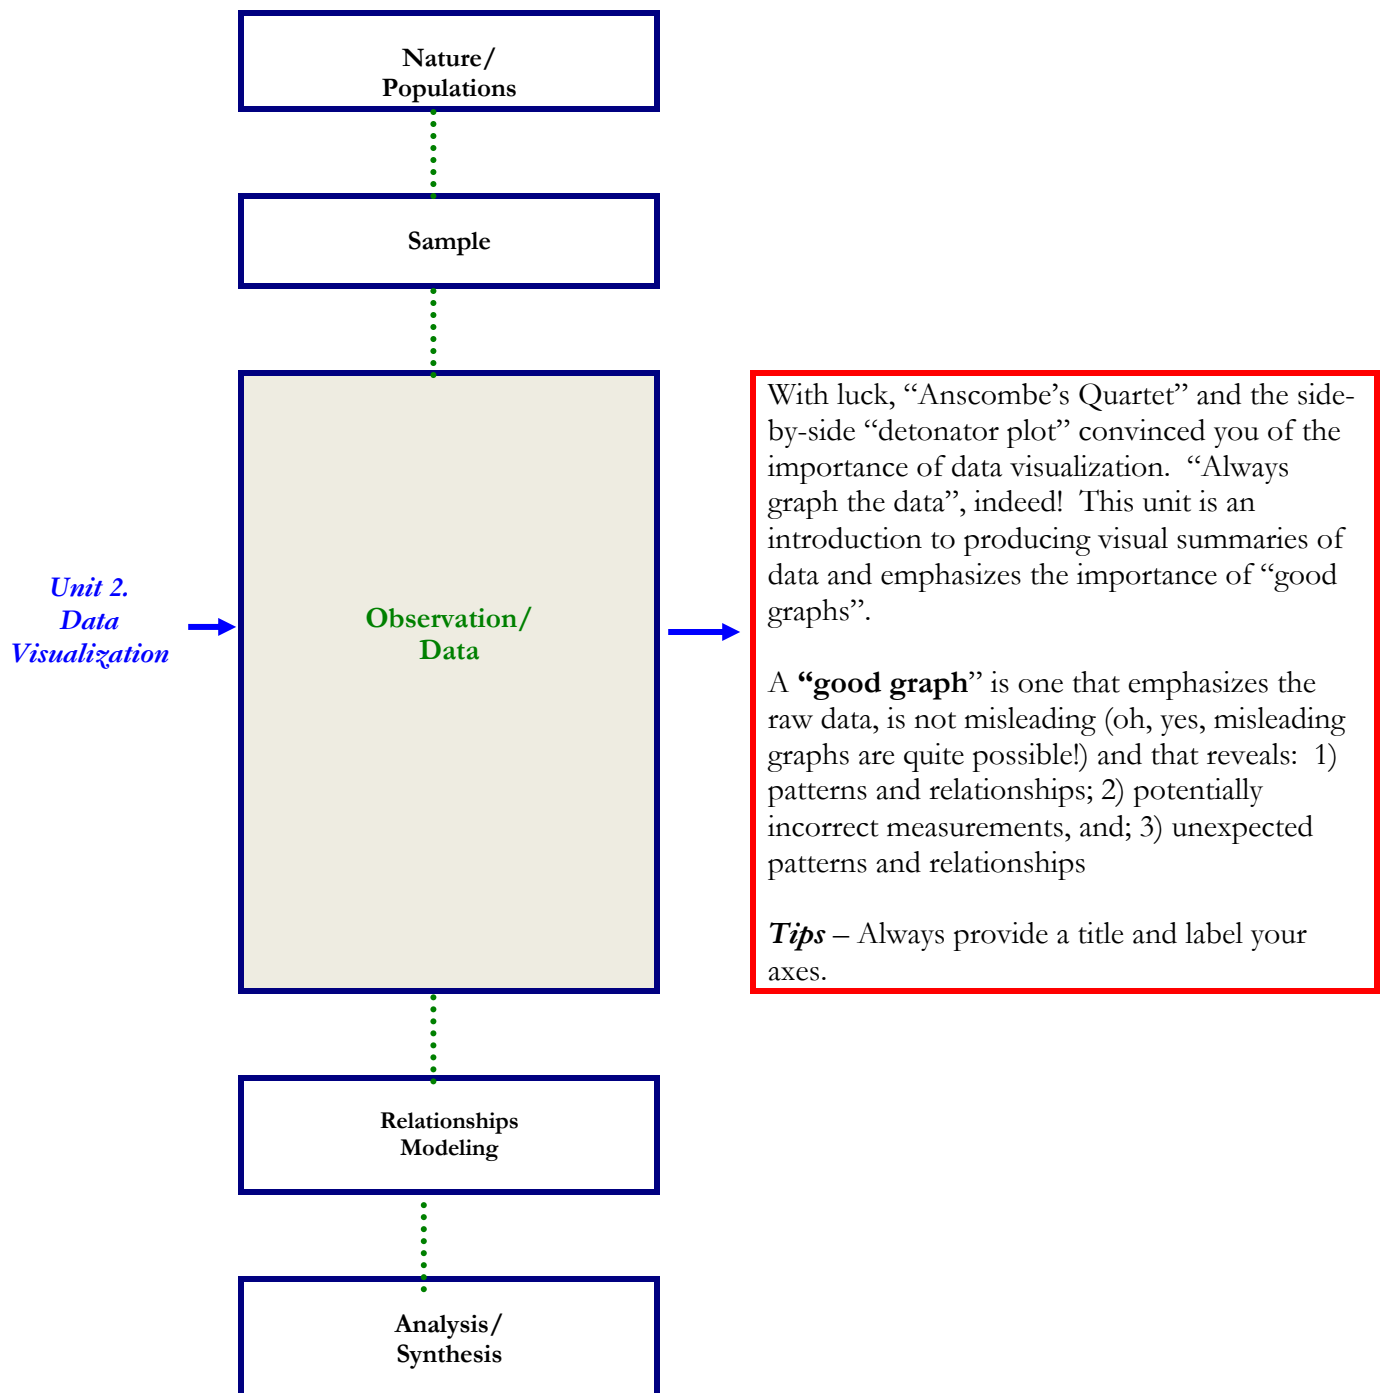 Nature/
Populations
Sample
Unit 2.
Data
Visualization
Observation/
Data
With luck, “Anscombe’s Quartet” and the side-
by-side “detonator plot” convinced you of the
importance of data visualization.  “Always
graph the data”, indeed!  This unit is an
introduction to producing visual summaries of
data and emphasizes the importance of “good
graphs”.
A “good graph” is one that emphasizes the
raw data, is not misleading (oh, yes, misleading
graphs are quite possible!) and that reveals:  1)
patterns and relationships; 2) potentially
incorrect measurements, and; 3) unexpected
patterns and relationships
Tips – Always provide a title and label your
axes.
Relationships
Modeling
Analysis/
Synthesis